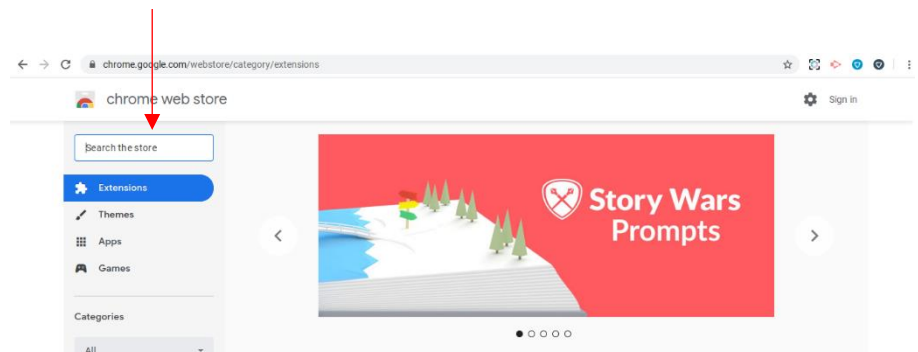 chrome.google.com/webstore/category/extensions
chrome web store
Sign in
Search the store
Extensions
Themes
Apps
Games
Categories
All
Story Wars
Prompts